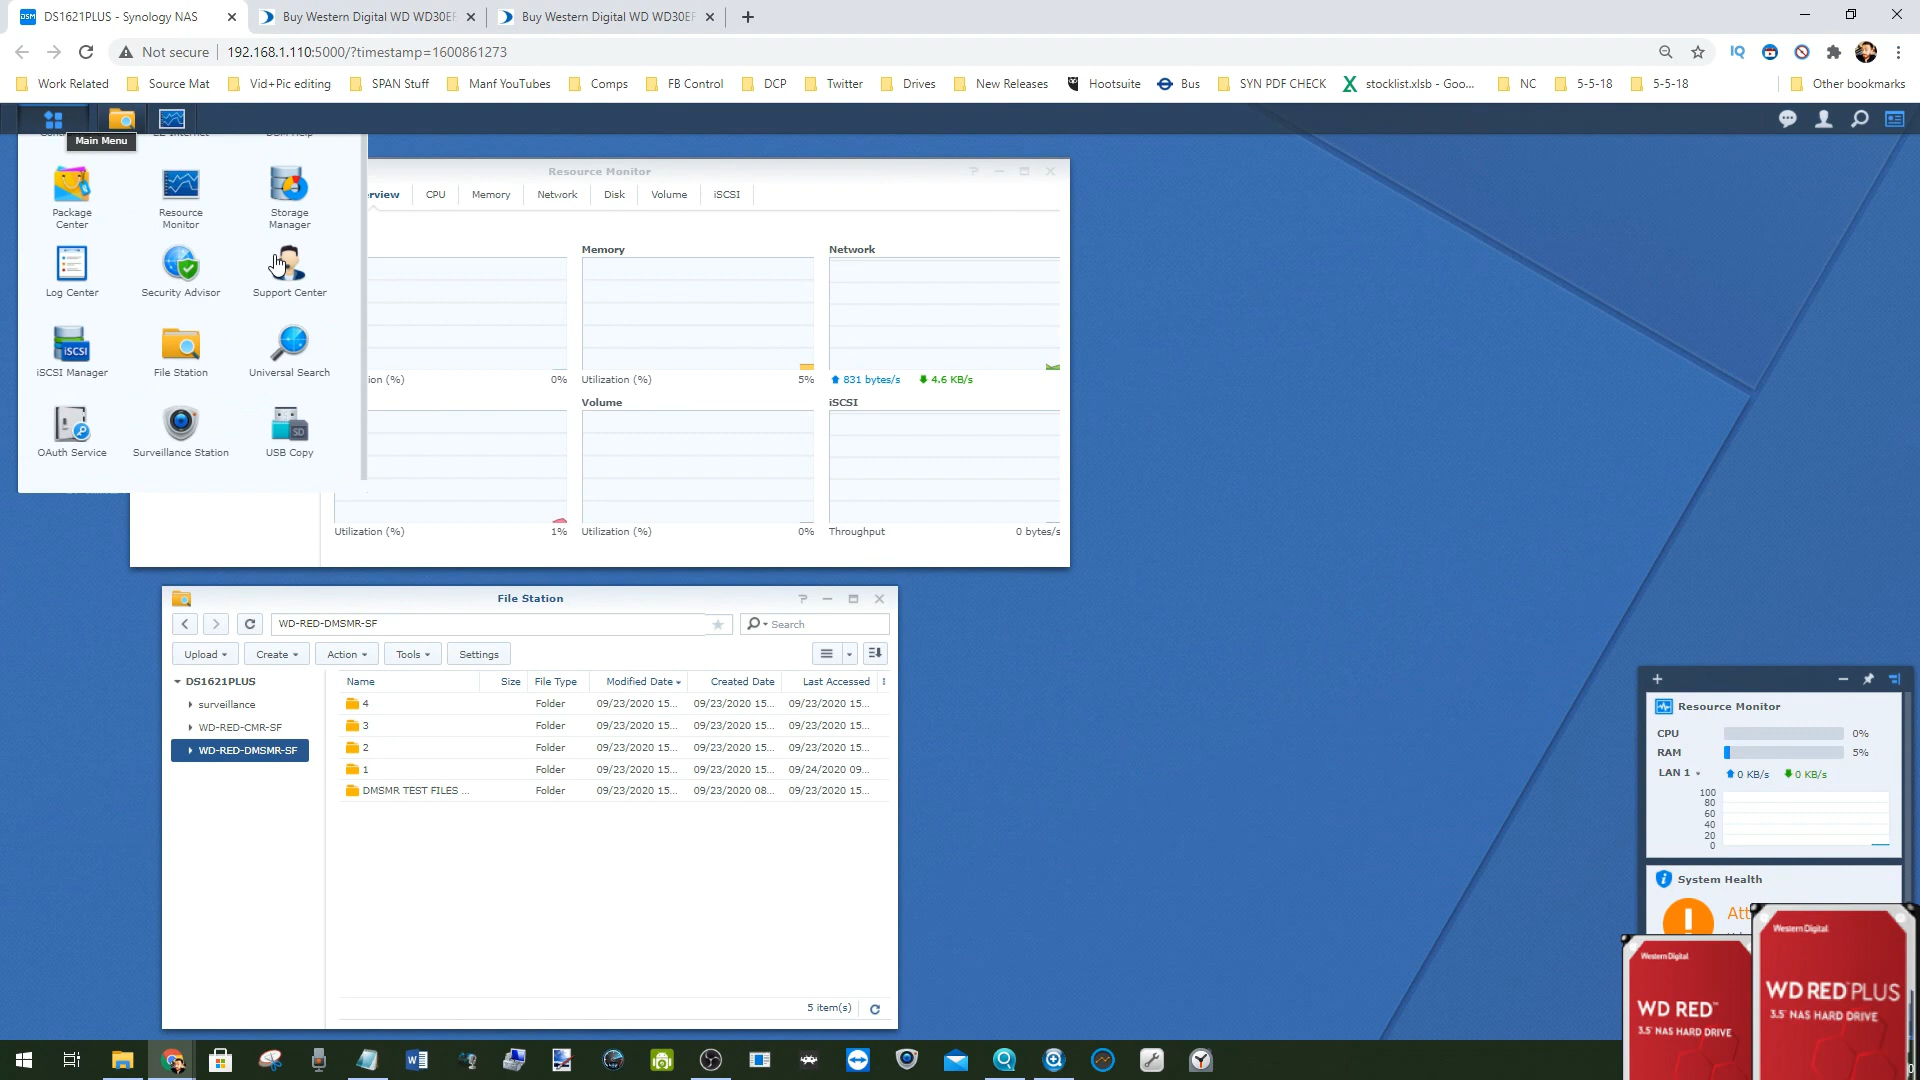 DS1621PLUS - Synology NAS
Buy Western Digital WD WD30EF
Buy Western Digital WD WD30EF
Not secure
192.168.1.110:5000/?timestamp=1600861273
Work Related
Source Mat
Vid+Pic editing
SPAN Stuff
Manf YouTubes
Comps
FB Control
DCP
Twitter
Drives
New Releases
Hootsuite
Bus
SYN PDF CHECK
stocklist.xlsb - Goo...
NC
5-5-18
5-5-18
Other bookmarks
Main Menu
Package
Center
Resource
Monitor
Storage
Manager
Log Center
Security Advisor
Support Center
iSCSI
iSCSI Manager
File Station
Universal Search
OAuth Service
Surveillance Station
SD
USB Copy
Resource Monitor
rview
CPU
Memory
Network
Disk
Volume
iSCSI
Memory
Network
ion (%)
0%
Utilization (%)
5%
831 bytes/s
4.6 KB/s
Volume
iSCSI
Utilization (%)
1%
Utilization (%)
0%
Throughput
0 bytes/s
File Station
WD-RED-DMSMR-SF
Search
Upload
Create
Action
Tools
Settings
DS1621PLUS
surveillance
WD-RED-CMR-SF
WD-RED-DMSMR-SF
Name
Size
File Type
Modified Date
Created Date
Last Accessed
4
Folder
09/23/2020 15...
09/23/2020 15...
09/23/2020 15...
3
Folder
09/23/2020 15...
09/23/2020 15...
09/23/2020 15...
2
Folder
09/23/2020 15...
09/23/2020 15...
09/23/2020 15...
1
Folder
09/23/2020 15...
09/23/2020 15...
09/24/2020 09...
DMSMR TEST FILES ...
Folder
09/23/2020 15...
09/23/2020 08...
09/23/2020 15...
5 item(s)
Resource Monitor
CPU
0%
RAM
5%
LAN 1
0 KB/s
0 KB/s
100
80
60
40
20
0
System Health
Att
Western Digital
WD RED™
3.5" NAS HARD DRIVE
Western Digital
WD RED PLUS
3.5" NAS HARD DRIVE